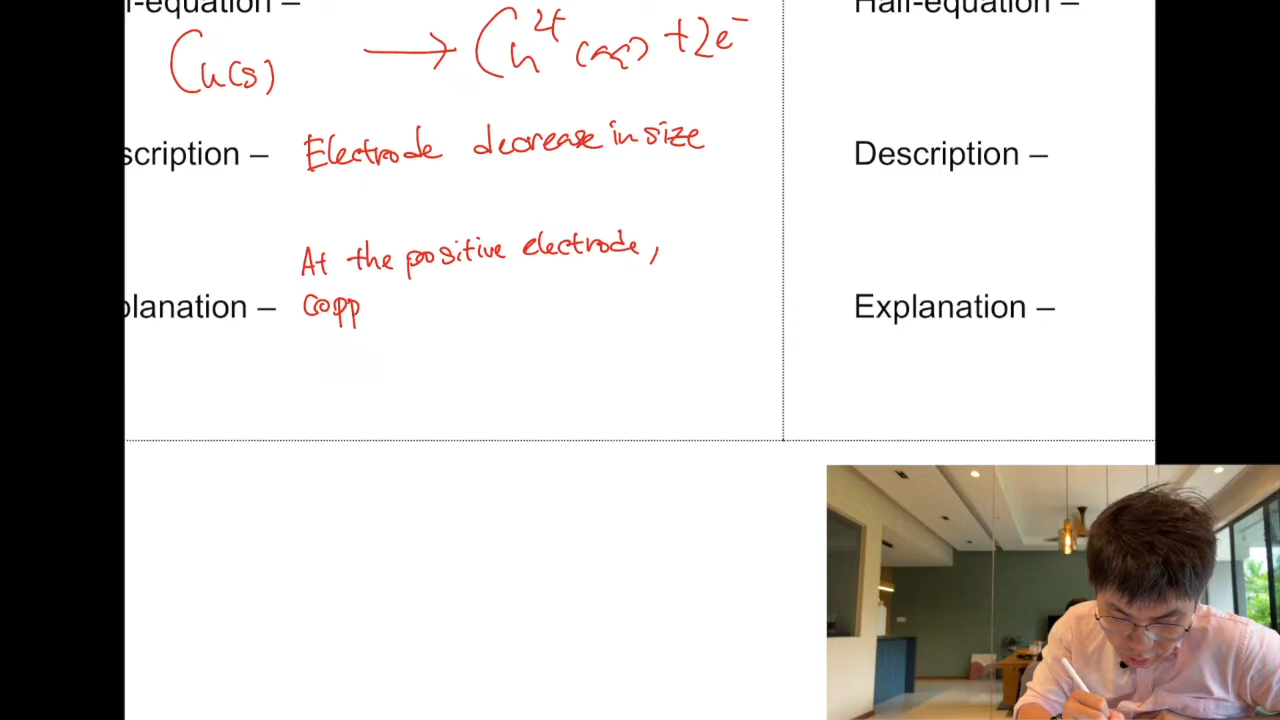 lf-equation –
Half-equation –
Cu(s) → Cu²⁺ (aq) + 2e⁻
scription – Electrode decrease in size
Description –
At the positive electrode,
planation – copp
Explanation –